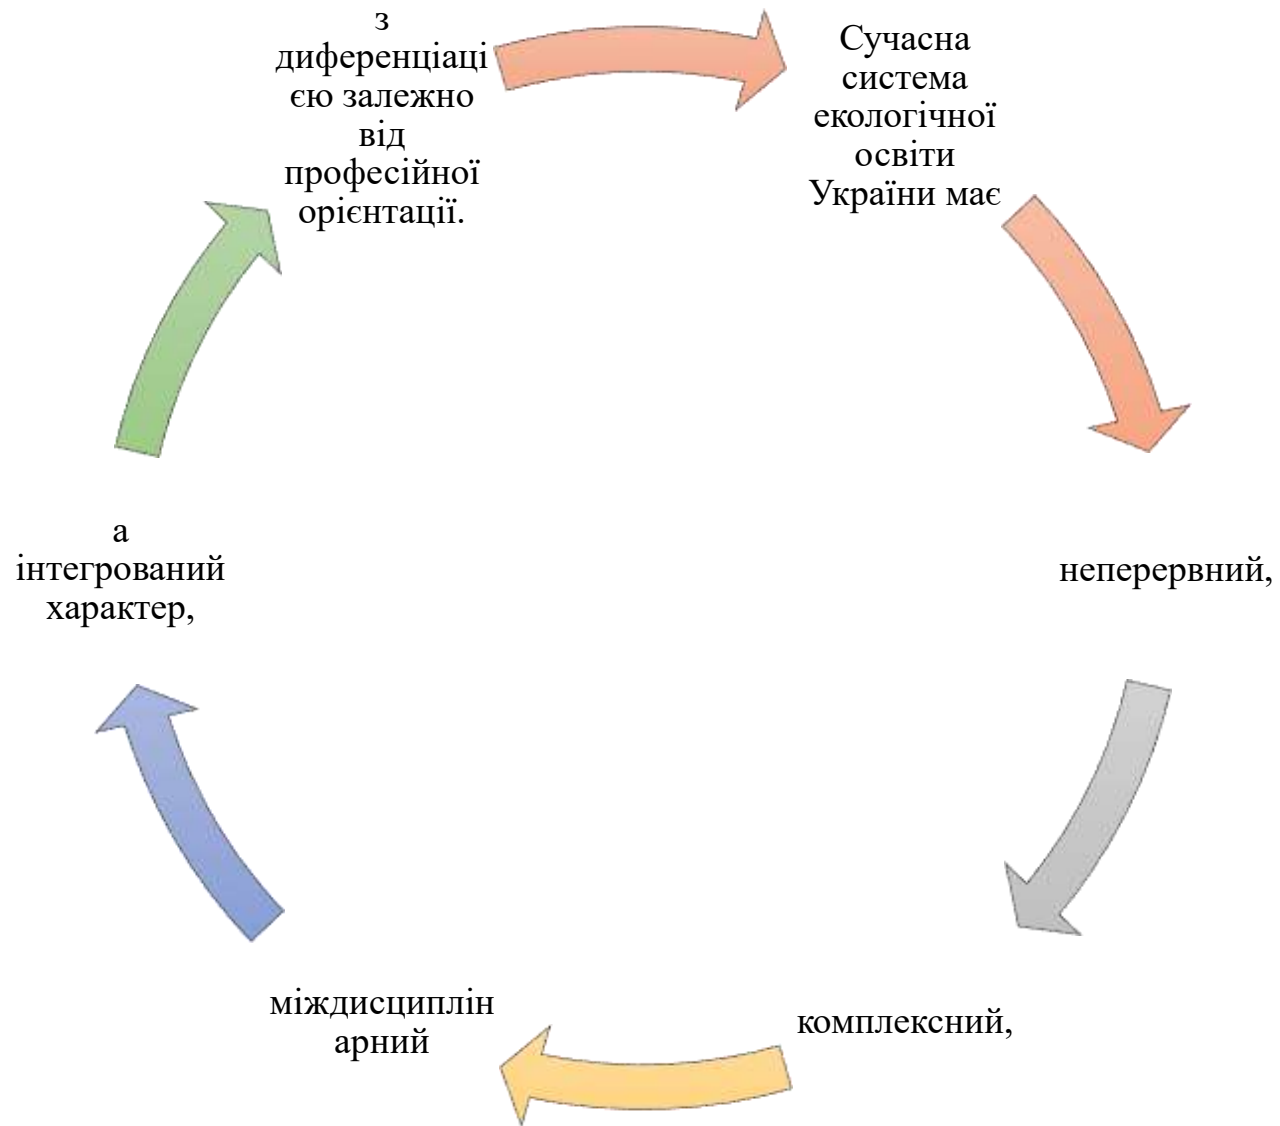 Сучасна
система
екологічної
освіти
України має
неперервний,
комплексний,
міждисциплін
арний
а
інтегрований
характер,
з
диференціаці
єю залежно
від
професійної
орієнтації.